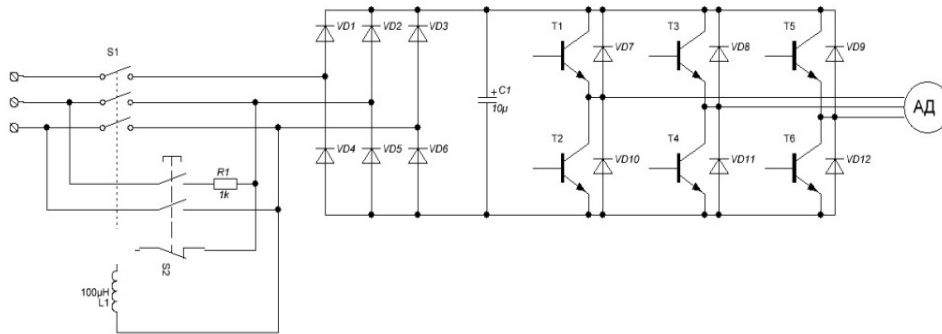 VD1
VD2
VD3
T1
T3
T5
S1
VD7
VD8
VD9
+ C1
10µ
АД
T2
T4
T6
VD4
VD5
VD6
VD10
VD11
VD12
R1
1k
S2
100µH
L1